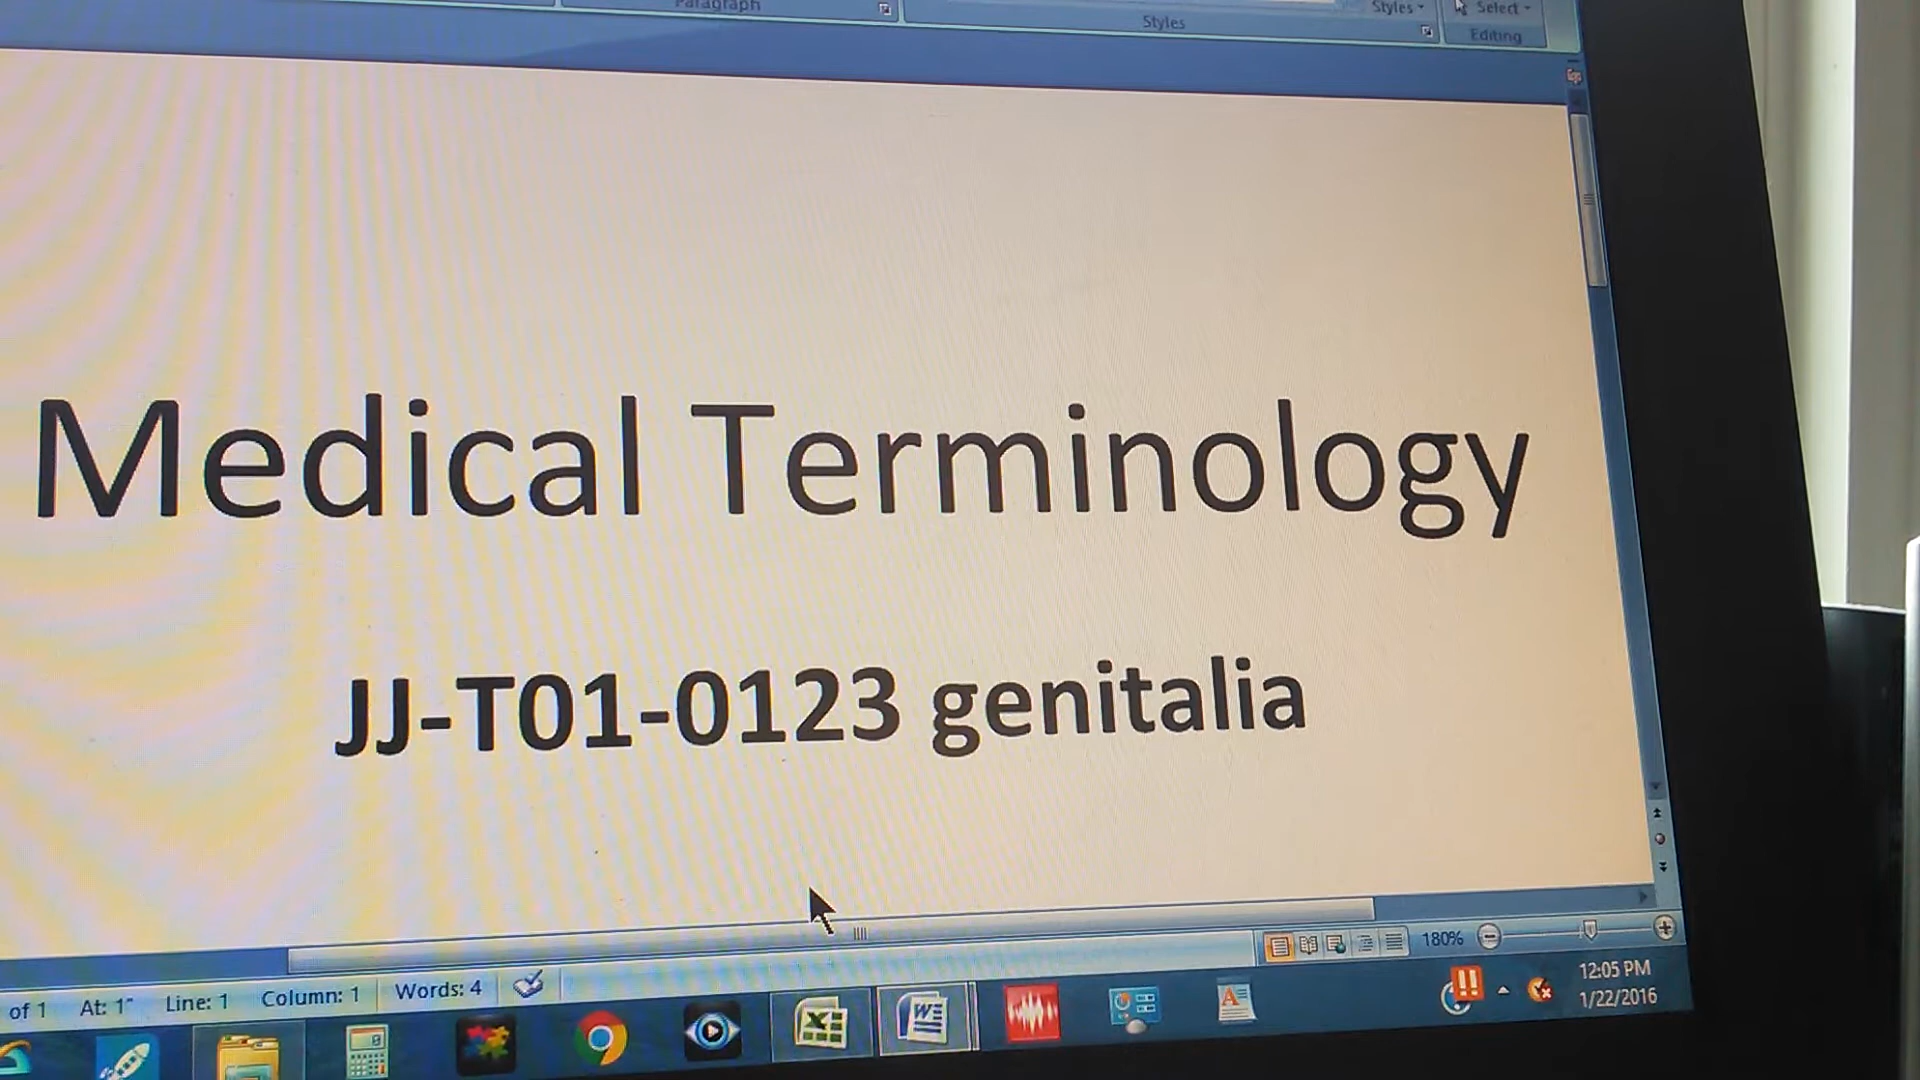 Paragraph
Styles
Styles
Select
Editing
Medical Terminology
JJ-T01-0123 genitalia
180%
of 1 At: 1" Line: 1 Column: 1 Words: 4
12:05 PM
1/22/2016